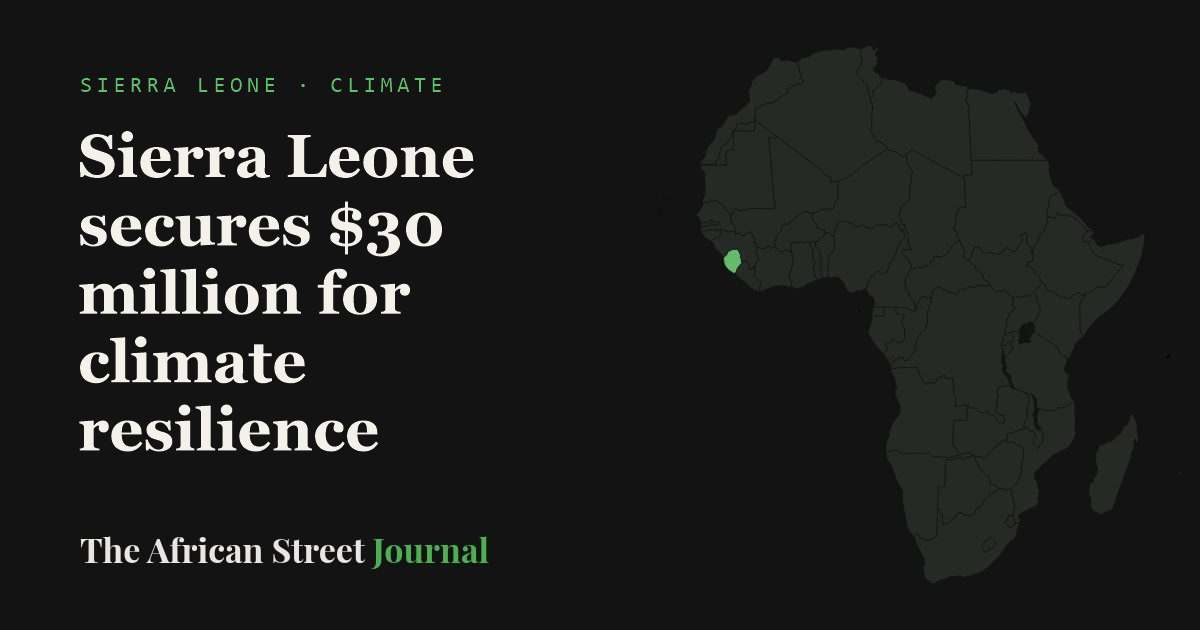 SIERRA LEONE · CLIMATE
Sierra Leone
secures $30
million for
climate
resilience
The African Street Journal